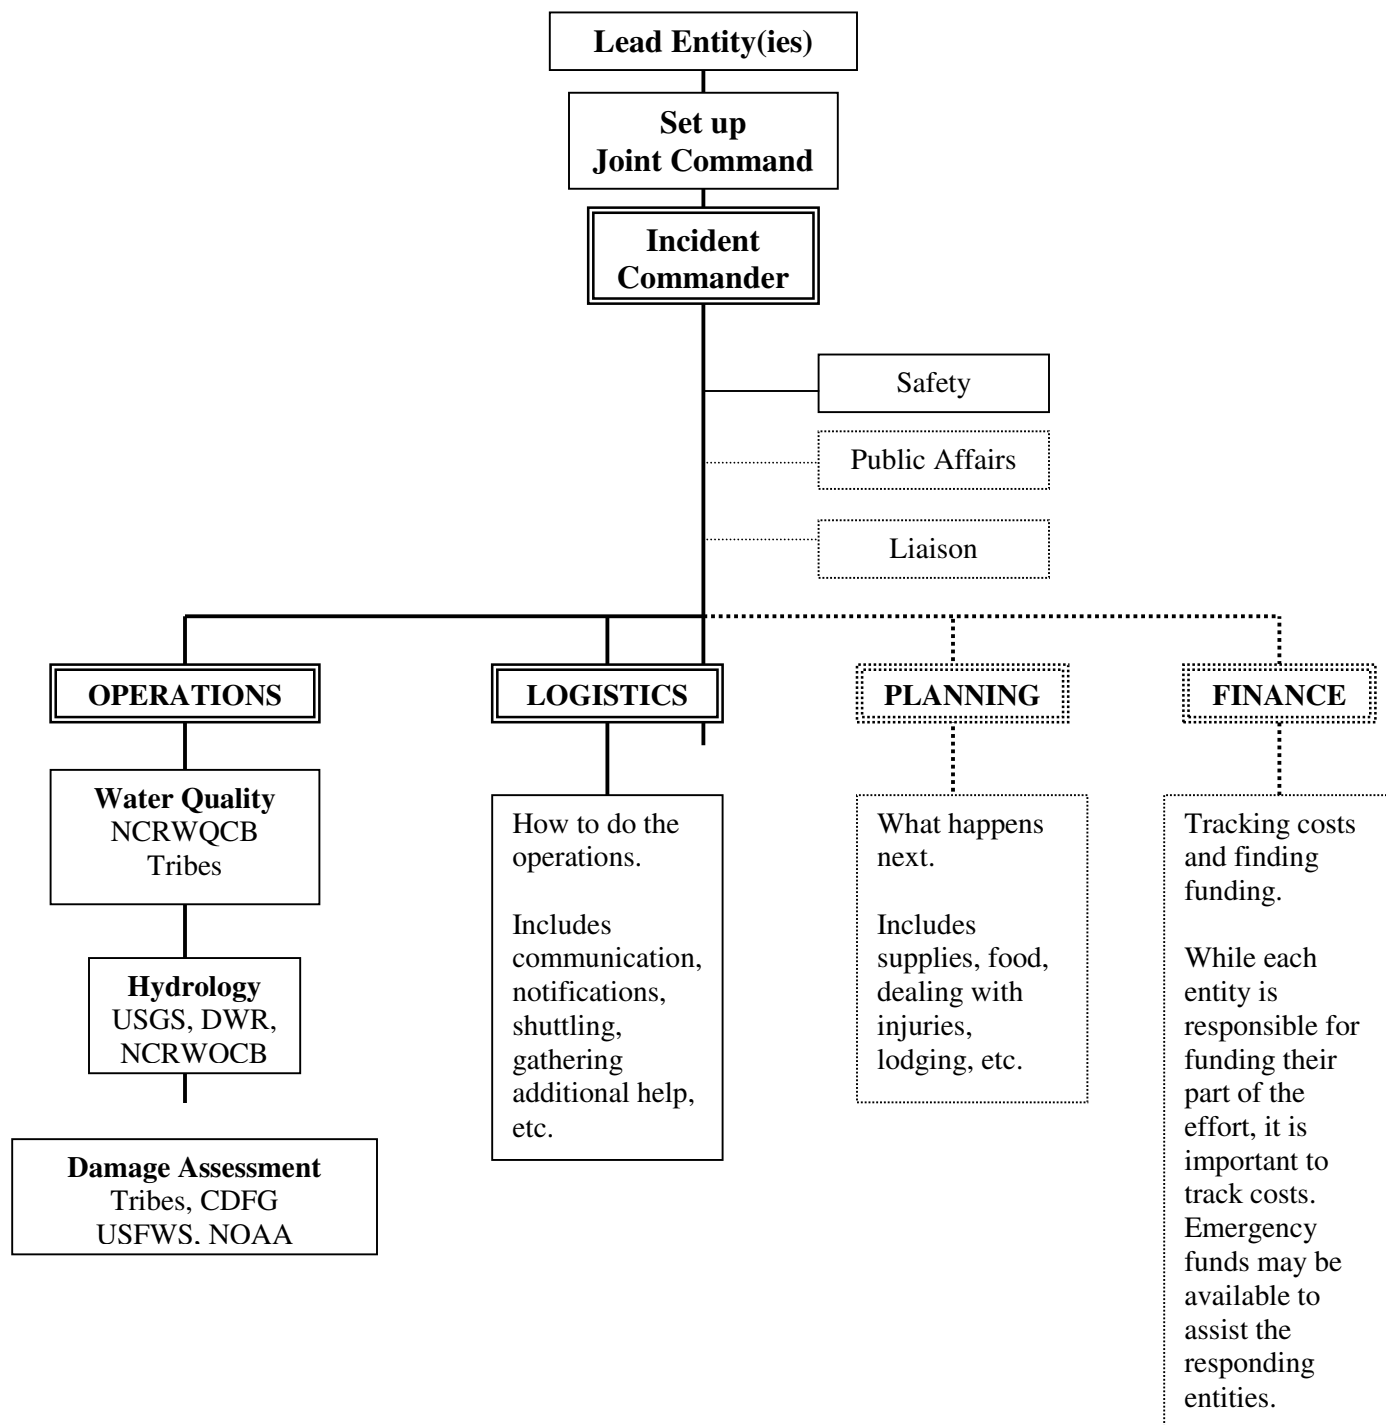 Lead Entity(ies)
Set up
Joint Command
Incident
Commander
Safety
Public Affairs
Liaison
OPERATIONS
LOGISTICS
PLANNING
FINANCE
Water Quality
NCRWQCB
Tribes
Hydrology
USGS, DWR,
NCRWOCB
Damage Assessment
Tribes, CDFG
USFWS, NOAA
How to do the
operations.
Includes
communication,
notifications,
shuttling,
gathering
additional help,
etc.
What happens
next.
Includes
supplies, food,
dealing with
injuries,
lodging, etc.
Tracking costs
and finding
funding.
While each
entity is
responsible for
funding their
part of the
effort, it is
important to
track costs.
Emergency
funds may be
available to
assist the
responding
entities.